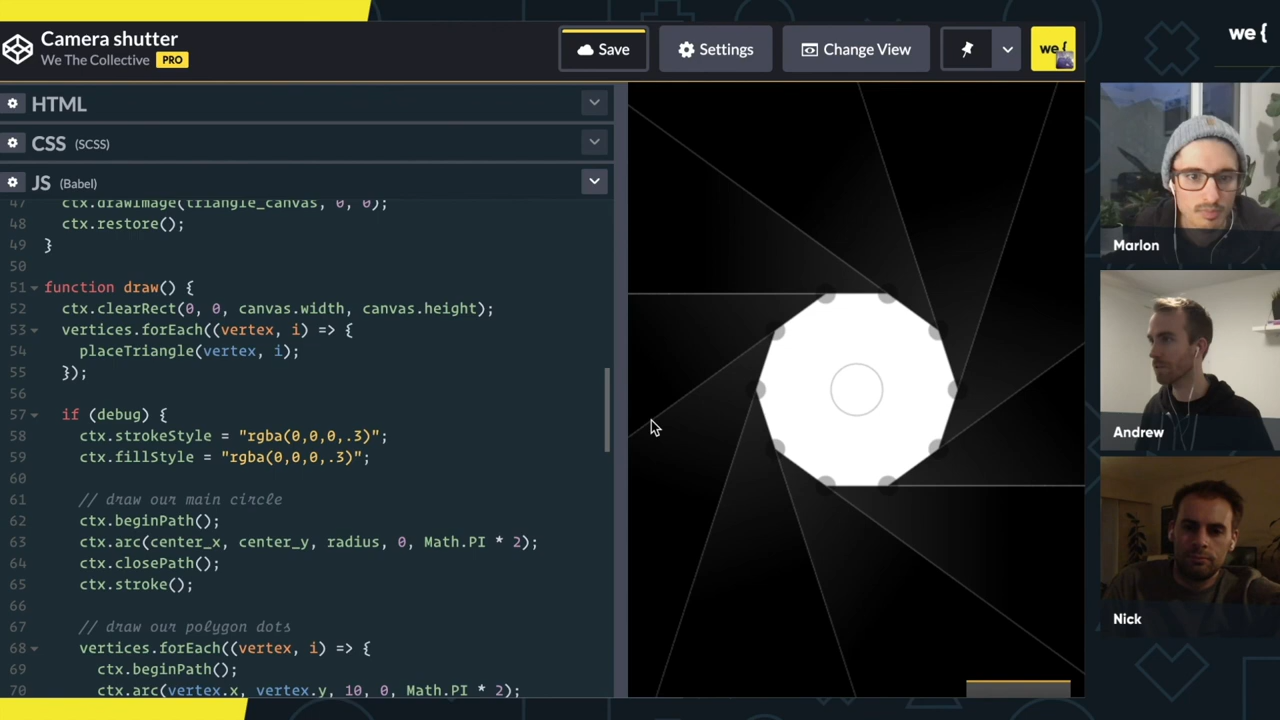 Camera shutter
We The Collective PRO
Save
Settings
Change View
we {
we {
HTML
CSS (SCSS)
JS (Babel)
47 ctx.drawImage(triangle_canvas, 0, 0);
48 ctx.restore();
49 }
50
51 function draw() {
52 ctx.clearRect(0, 0, canvas.width, canvas.height);
53 vertices.forEach((vertex, i) => {
54 placeTriangle(vertex, i);
55 });
56
57 if (debug) {
58 ctx.strokeStyle = "rgba(0,0,0,.3)";
59 ctx.fillStyle = "rgba(0,0,0,.3)";
60
61 // draw our main circle
62 ctx.beginPath();
63 ctx.arc(center_x, center_y, radius, 0, Math.PI * 2);
64 ctx.closePath();
65 ctx.stroke();
66
67 // draw our polygon dots
68 vertices.forEach((vertex, i) => {
69 ctx.beginPath();
70 ctx.arc(vertex.x, vertex.y, 10, 0, Math.PI * 2);
Marlon
Andrew
Nick